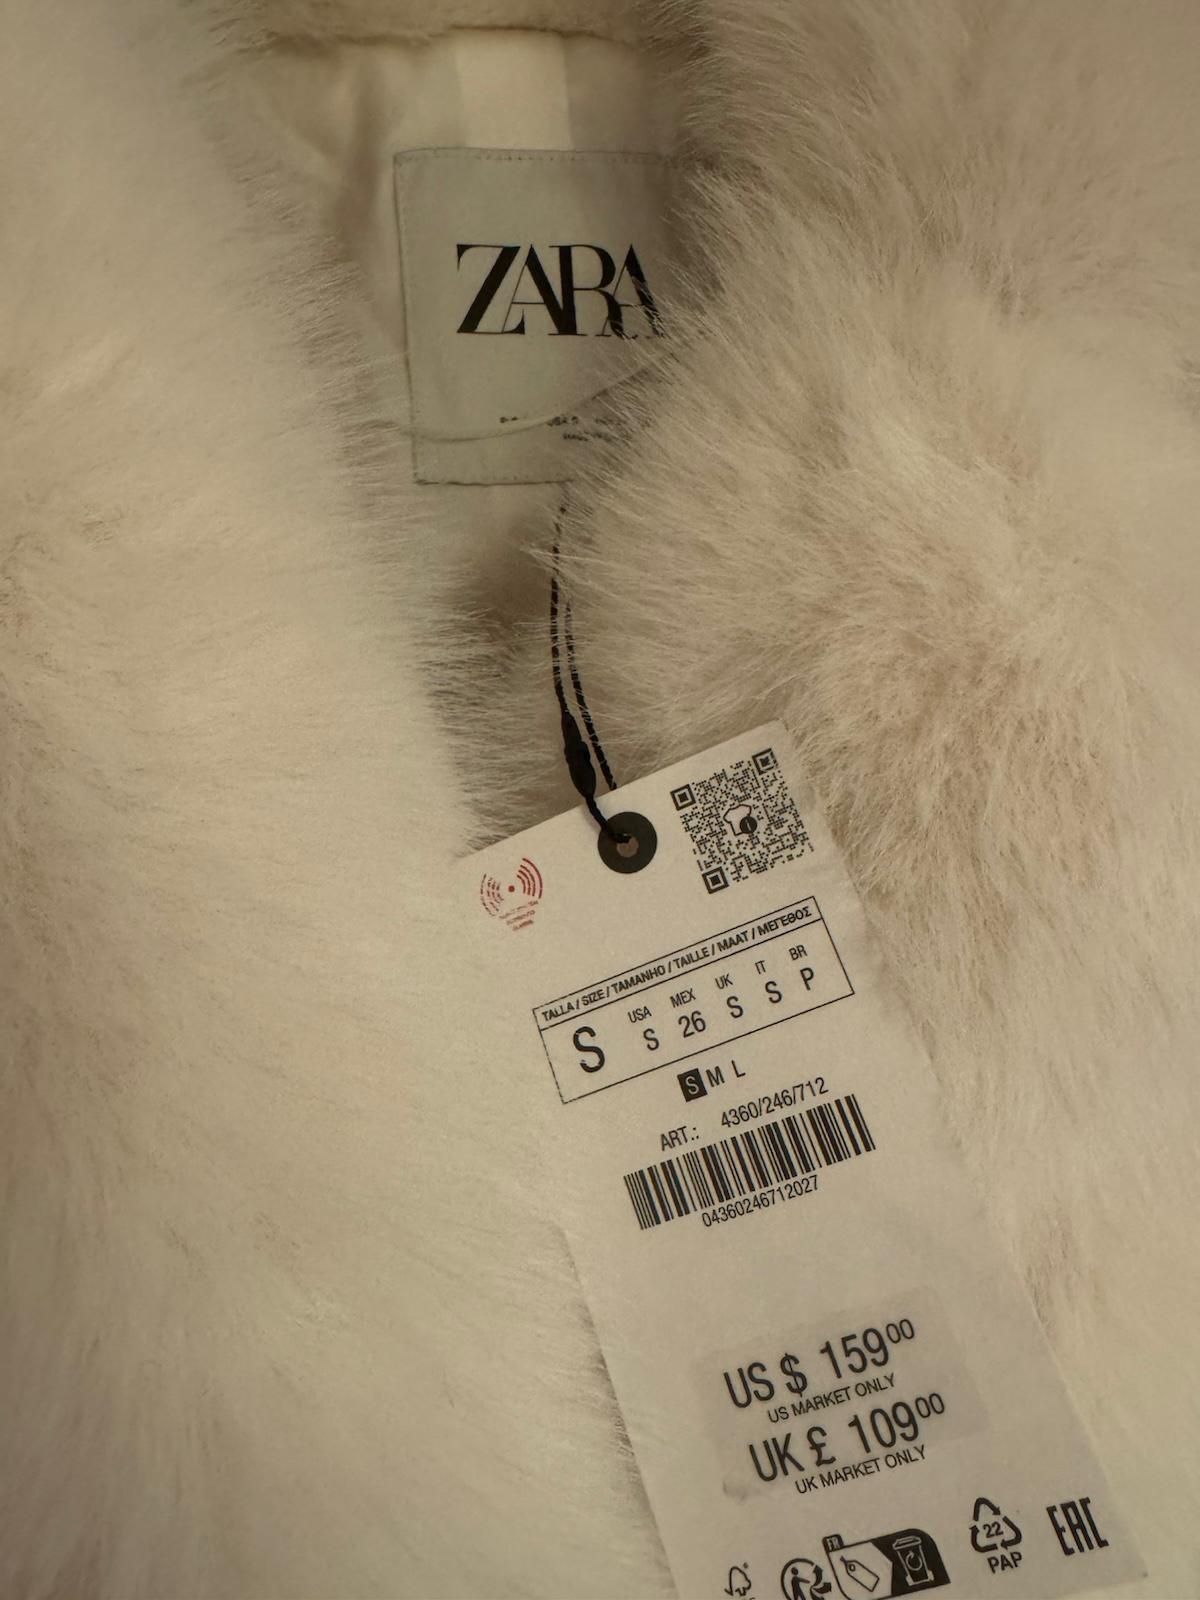 ZARA
TALLA / SIZE / TAMANHO / TAILLE / MAAT / ΜΕΓΕΘΟΣ
S
USA MEX UK IT BR
S 26 S S P
S M L
ART.: 4360/246/712
04360246712027
US $ 159⁰⁰
US MARKET ONLY
UK £ 109⁰⁰
UK MARKET ONLY
FR
22
PAP
EAC